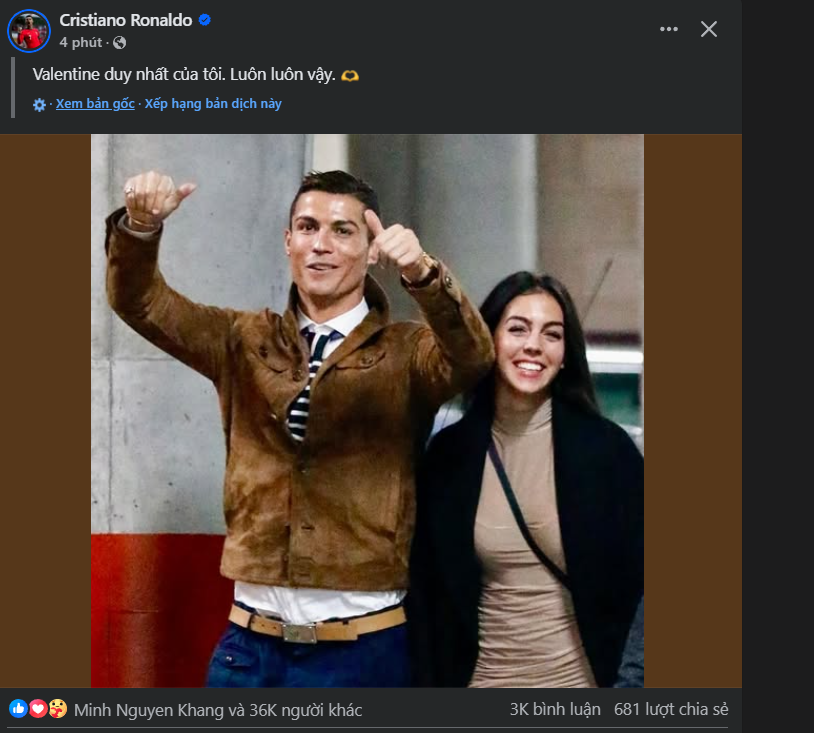 Cristiano Ronaldo
4 phút ·
Valentine duy nhất của tôi. Luôn luôn vậy. 🫶
· Xem bản gốc · Xếp hạng bản dịch này
Minh Nguyen Khang và 36K người khác 3K bình luận 681 lượt chia sẻ